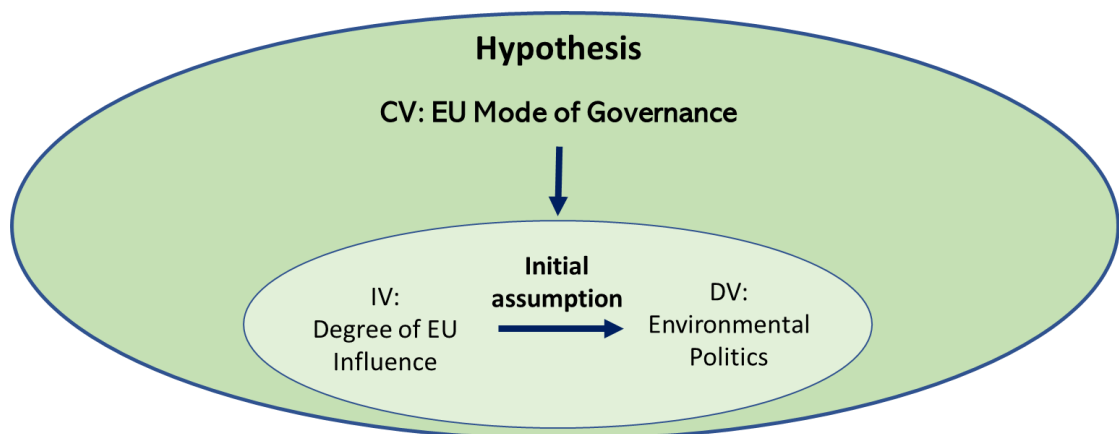 Hypothesis
CV: EU Mode of Governance
Initial
assumption
IV:
Degree of EU
Influence
DV:
Environmental
Politics